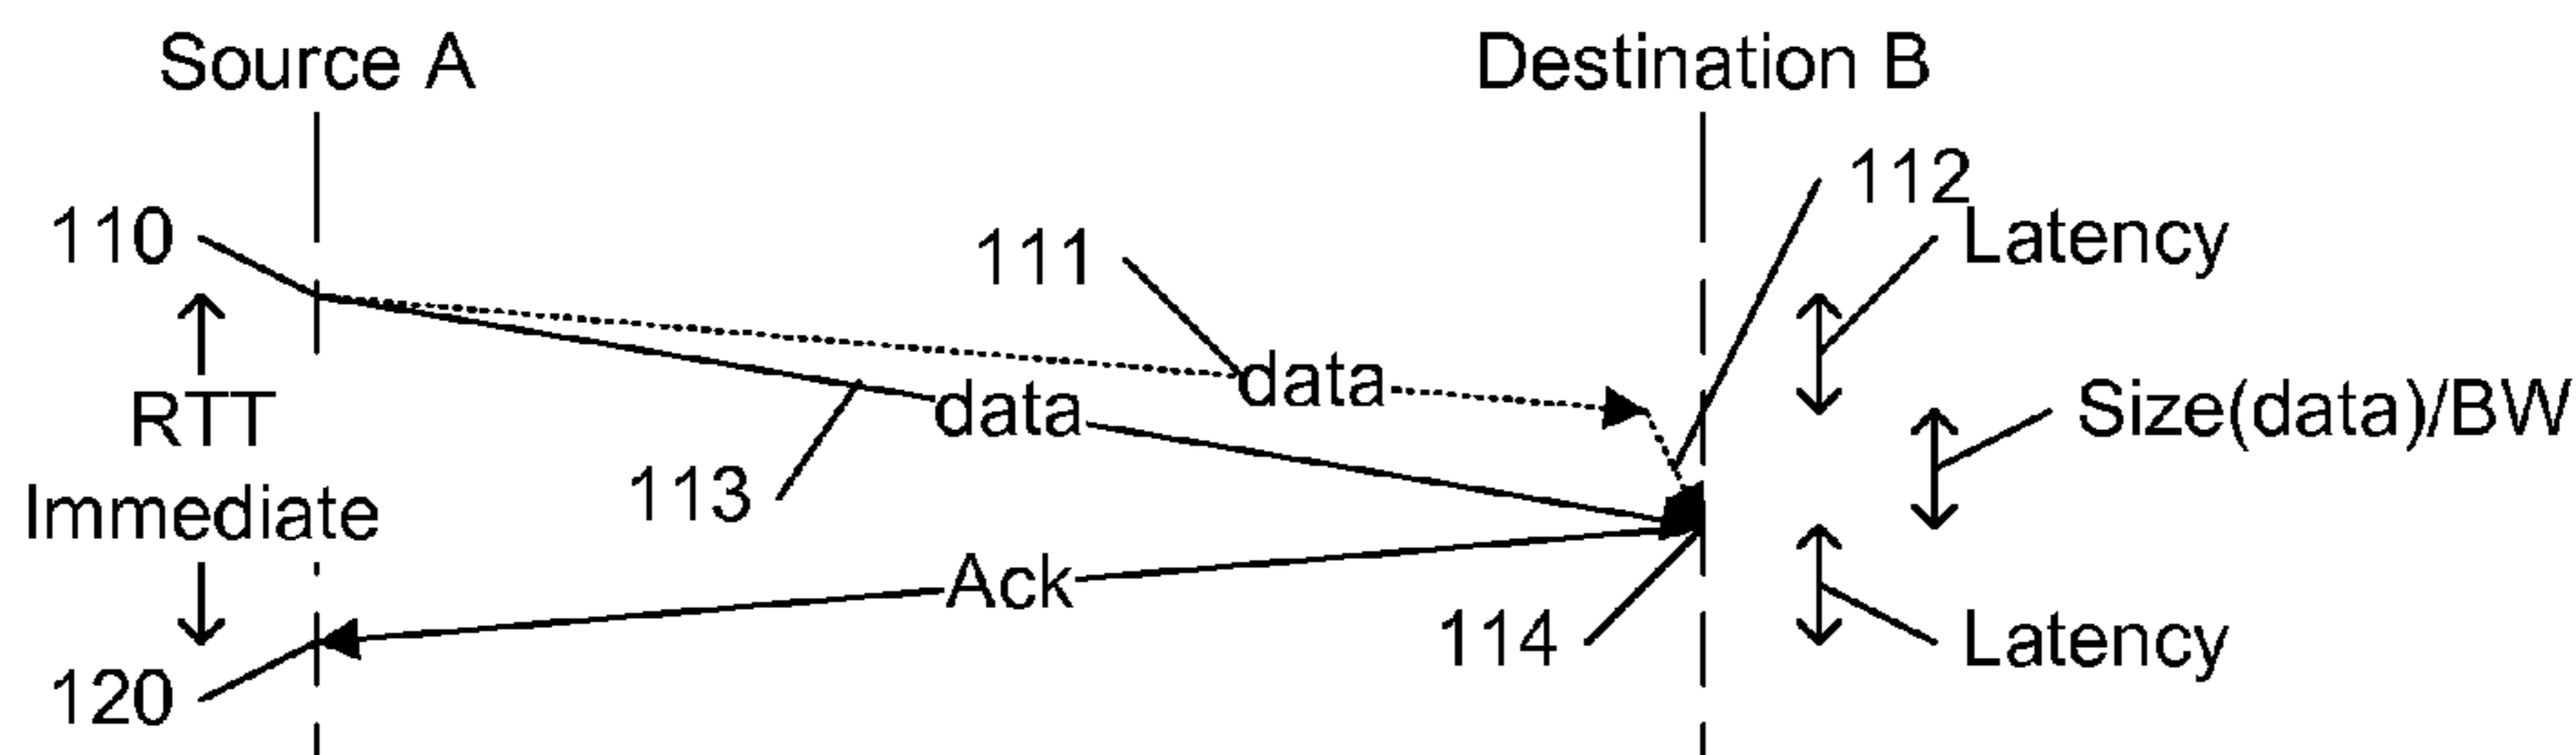 Source A
Destination B
112
110
111
Latency
data
RTT
data
Size(data)/BW
113
Immediate
Ack
114
Latency
120